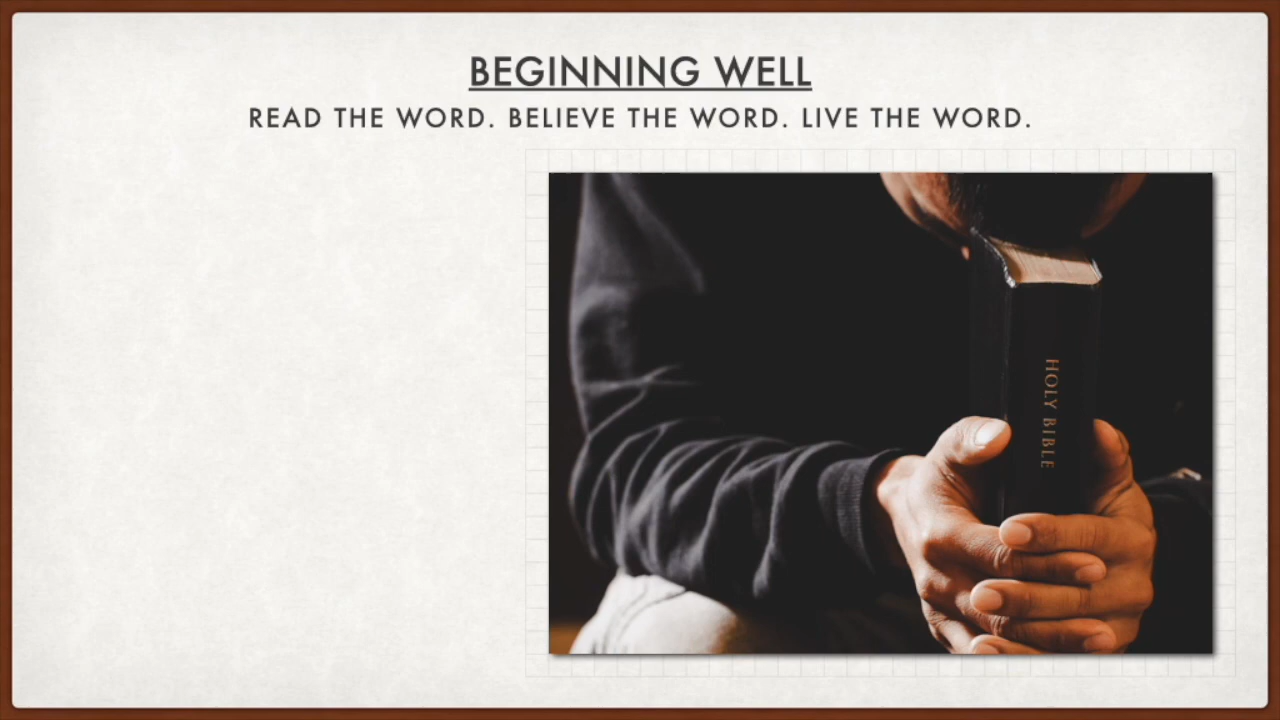 BEGINNING WELL
READ THE WORD. BELIEVE THE WORD. LIVE THE WORD.
HOLY BIBLE